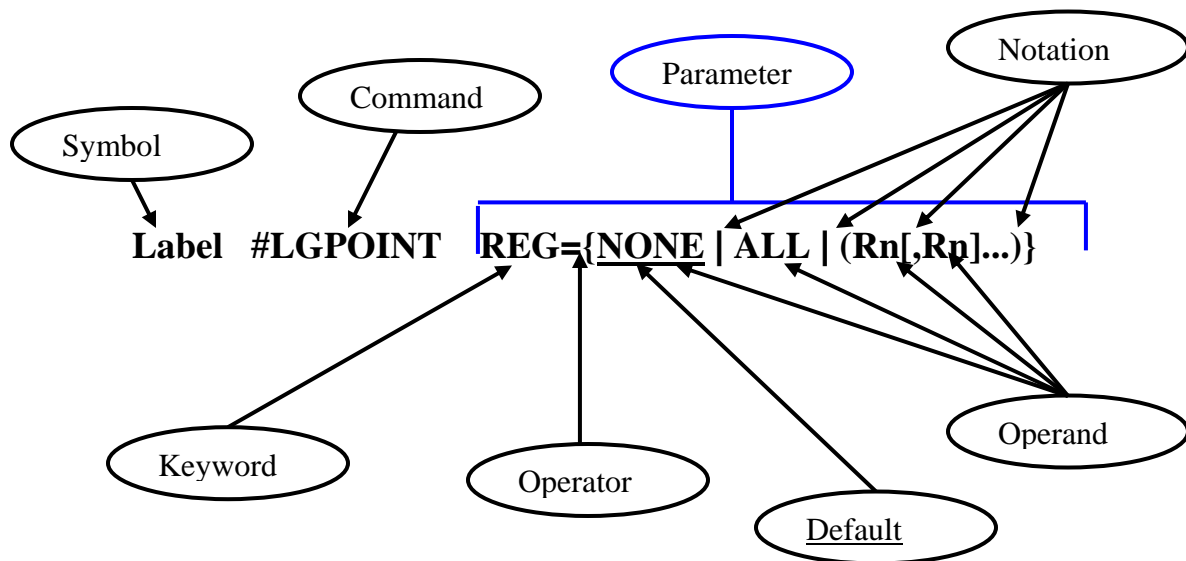 Notation
Parameter
Command
Symbol
Label #LGPOINT REG={NONE | ALL | (Rn[,Rn]...)}
Operand
Keyword
Operator
Default